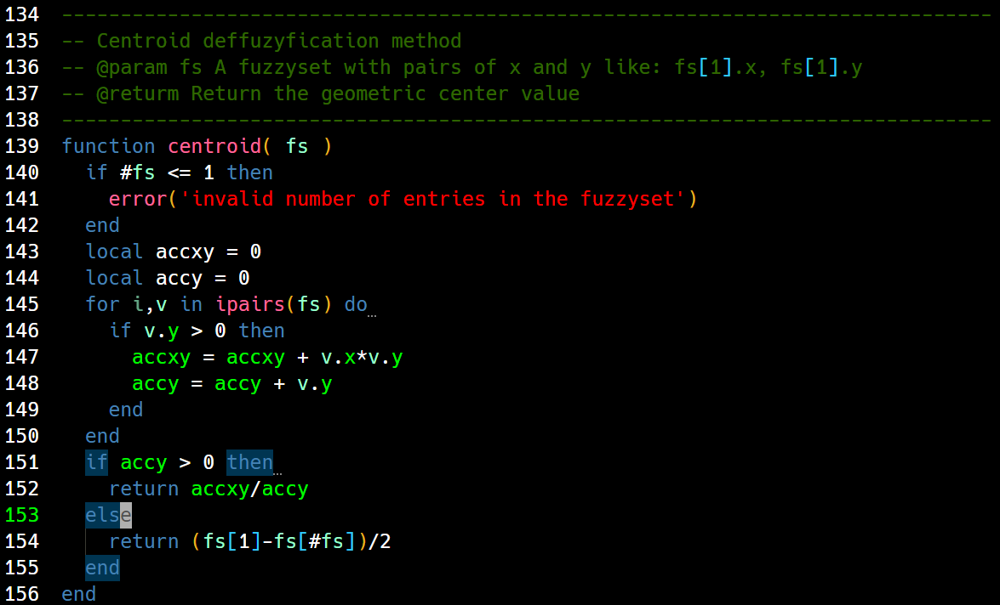 134 -------------------------------------------------------------------------------
135 -- Centroid deffuzyfication method
136 -- @param fs A fuzzyset with pairs of x and y like: fs[1].x, fs[1].y
137 -- @returm Return the geometric center value
138 -------------------------------------------------------------------------------
139 function centroid( fs )
140   if #fs <= 1 then
141     error('invalid number of entries in the fuzzyset')
142   end
143   local accxy = 0
144   local accy = 0
145   for i,v in ipairs(fs) do
146     if v.y > 0 then
147       accxy = accxy + v.x*v.y
148       accy = accy + v.y
149     end
150   end
151   if accy > 0 then
152     return accxy/accy
153   else
154     return (fs[1]-fs[#fs])/2
155   end
156 end